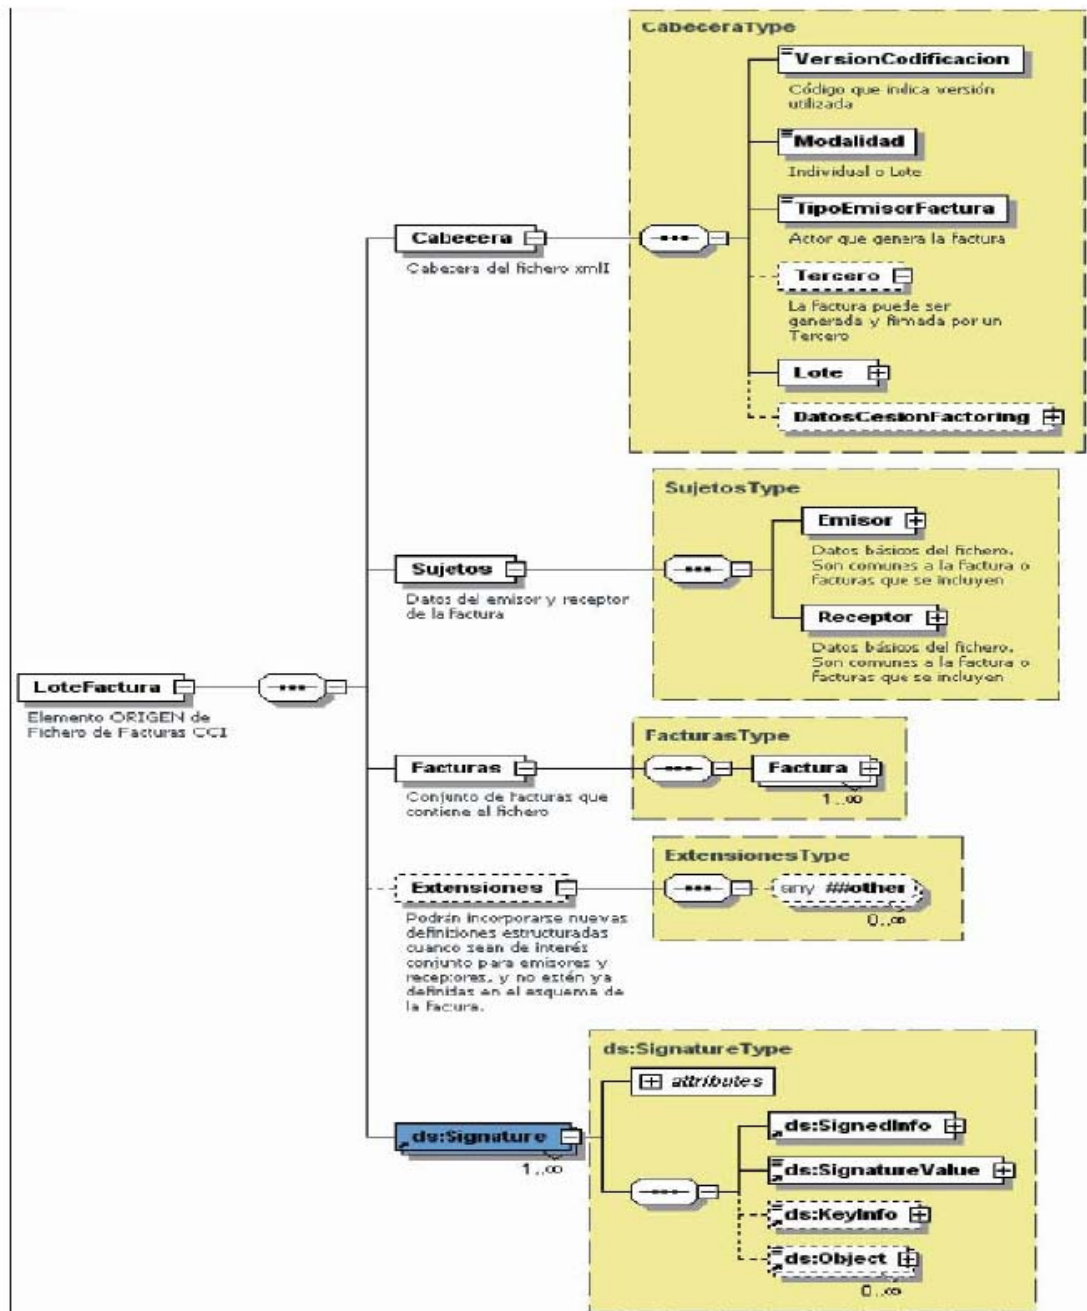 CabeceraType
VersionCodificacion
Código que indica versión
utilizada
Modalidad
Individual o Lote
TipoEmisorFactura
Actor que genera la factura
Cabecera
Cabecera del fichero xmlI
Tercero
La factura puede ser
generada y firmada por un
Tercero
Lote
DatosCesionFactoring
SujetosType
Emisor
Datos básicos del fichero.
Son comunes a la factura o
facturas que se incluyen
Sujetos
Datos del emisor y receptor
de la factura
Receptor
Datos básicos del fichero.
Son comunes a la factura o
facturas que se incluyen
LoteFactura
Elemento ORIGEN de
Fichero de Facturas CCI
FacturasType
Facturas
Factura
1..∞
Conjunto de facturas que
contiene el fichero
ExtensionesType
Extensiones
any ##other
0..∞
Podrán incorporarse nuevas
definiciones estructuradas
cuando sean de interés
conjunto para emisores y
receptores, y no estén ya
definidas en el esquema de
la factura.
ds:SignatureType
attributes
ds:Signature
1..∞
ds:SignedInfo
ds:SignatureValue
ds:KeyInfo
ds:Object
0..∞